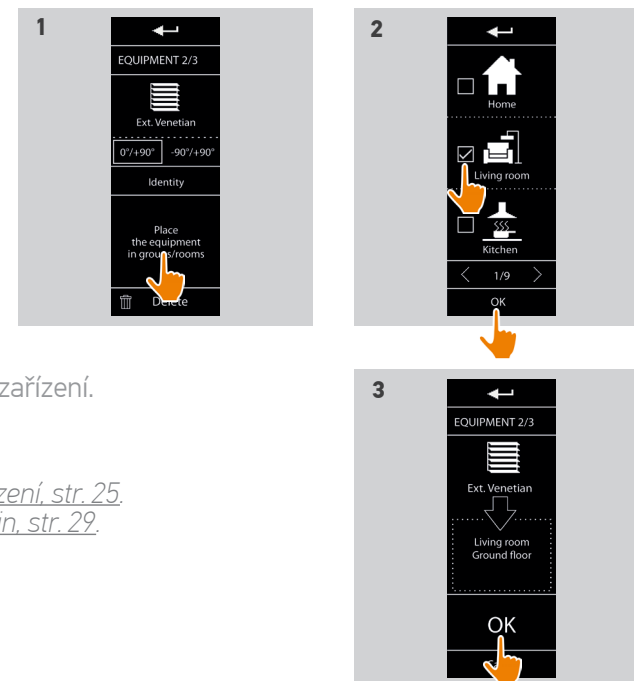 1
EQUIPMENT 2/3
Ext. Venetian
0°/+90° -90°/+90°
Identity
Place
the equipment
in groups/rooms
Delete
2
Home
Living room
Kitchen
< 1/9 >
OK
zařízení.
zení, str. 25.
in, str. 29.
3
EQUIPMENT 2/3
Ext. Venetian
Living room
Ground floor
OK